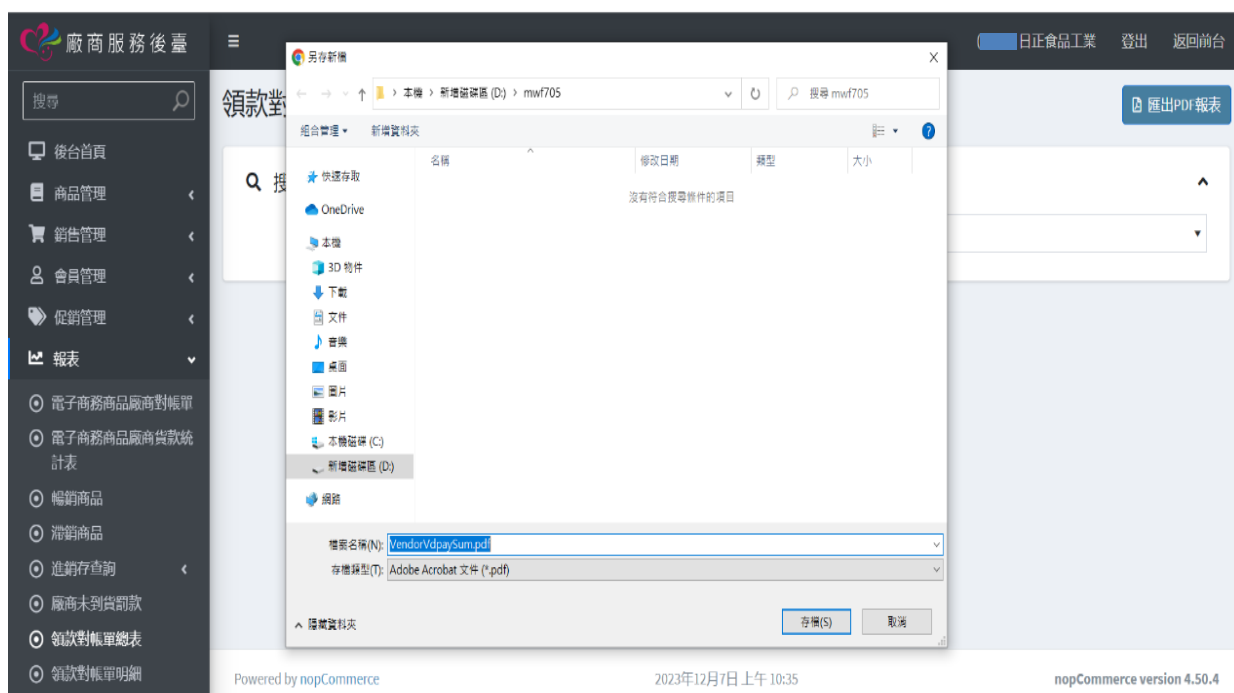 廠商服務後臺
日正食品工業 登出 返回前台
搜尋
後台首頁
商品管理
銷售管理
會員管理
促銷管理
報表
電子商務商品廠商對帳單
電子商務商品廠商貨款統
計表
暢銷商品
滯銷商品
進銷存查詢
廠商未到貨罰款
領款對帳單總表
領款對帳單明細
領款對
匯出PDF報表
搜
另存新檔
本機 › 新增磁碟區 (D:) › mwf705
搜尋 mwf705
組合管理 新增資料夾
名稱 修改日期 類型 大小
沒有符合搜尋條件的項目
快速存取
OneDrive
本機
3D 物件
下載
文件
音樂
桌面
圖片
影片
本機磁碟 (C:)
新增磁碟區 (D:)
網路
檔案名稱(N): VendorVdpaySum.pdf
存檔類型(T): Adobe Acrobat 文件 (*.pdf)
隱藏資料夾
存檔(S) 取消
Powered by nopCommerce 2023年12月7日 上午 10:35 nopCommerce version 4.50.4